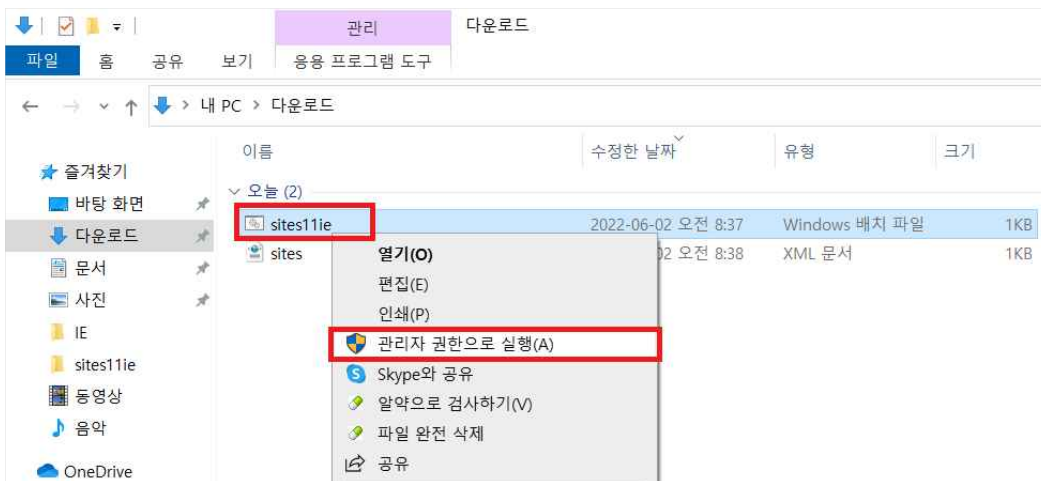 관리
다운로드
파일
홈
공유
보기
응용 프로그램 도구
내 PC > 다운로드
이름
수정한 날짜
유형
크기
즐겨찾기
오늘 (2)
바탕 화면
sites11ie
2022-06-02 오전 8:37
Windows 배치 파일
1KB
다운로드
sites
02 오전 8:38
XML 문서
1KB
열기(O)
문서
편집(E)
사진
인쇄(P)
IE
관리자 권한으로 실행(A)
sites11ie
Skype와 공유
동영상
알약으로 검사하기(V)
음악
파일 완전 삭제
OneDrive
공유